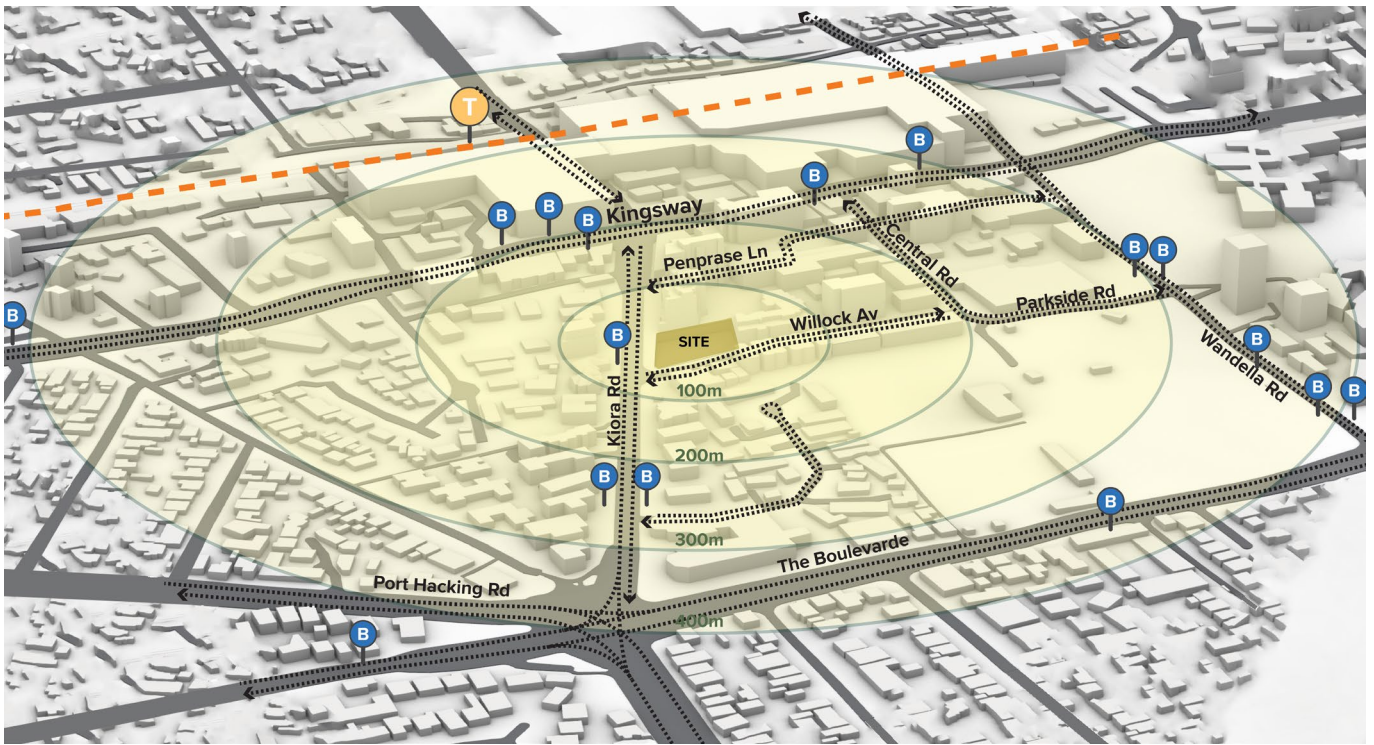 T
B
B
B
B
B
B
Kingsway
Central Rd
Penprase Ln
B
B
Parkside Rd
B
B
SITE
Willock Av
B
Wandella Rd
100m
B
B
Kiora Rd
200m
B
B
B
300m
The Boulevarde
Port Hacking Rd
400m
B